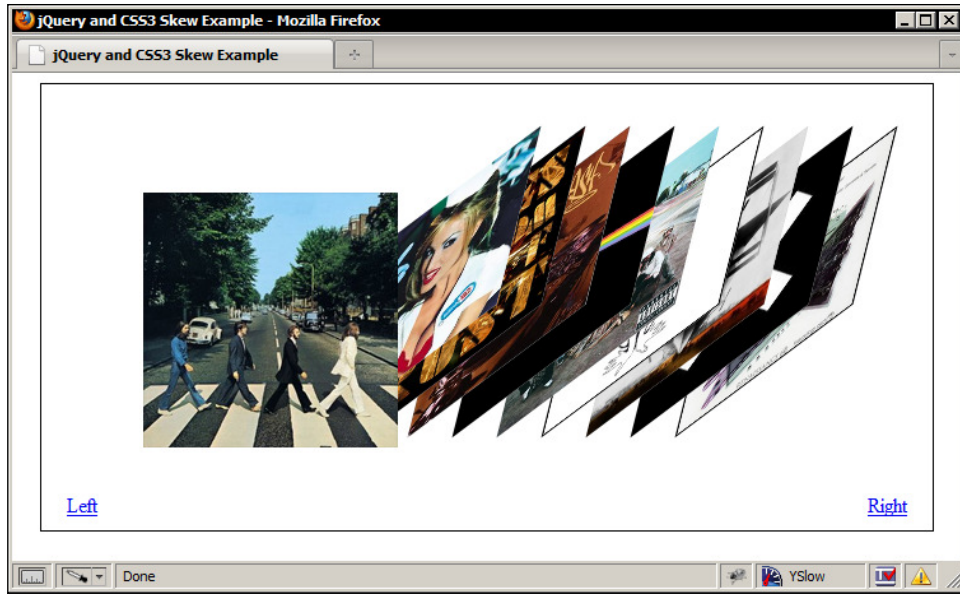 jQuery and CSS3 Skew Example - Mozilla Firefox
jQuery and CSS3 Skew Example
Left
Right
Done
YSlow